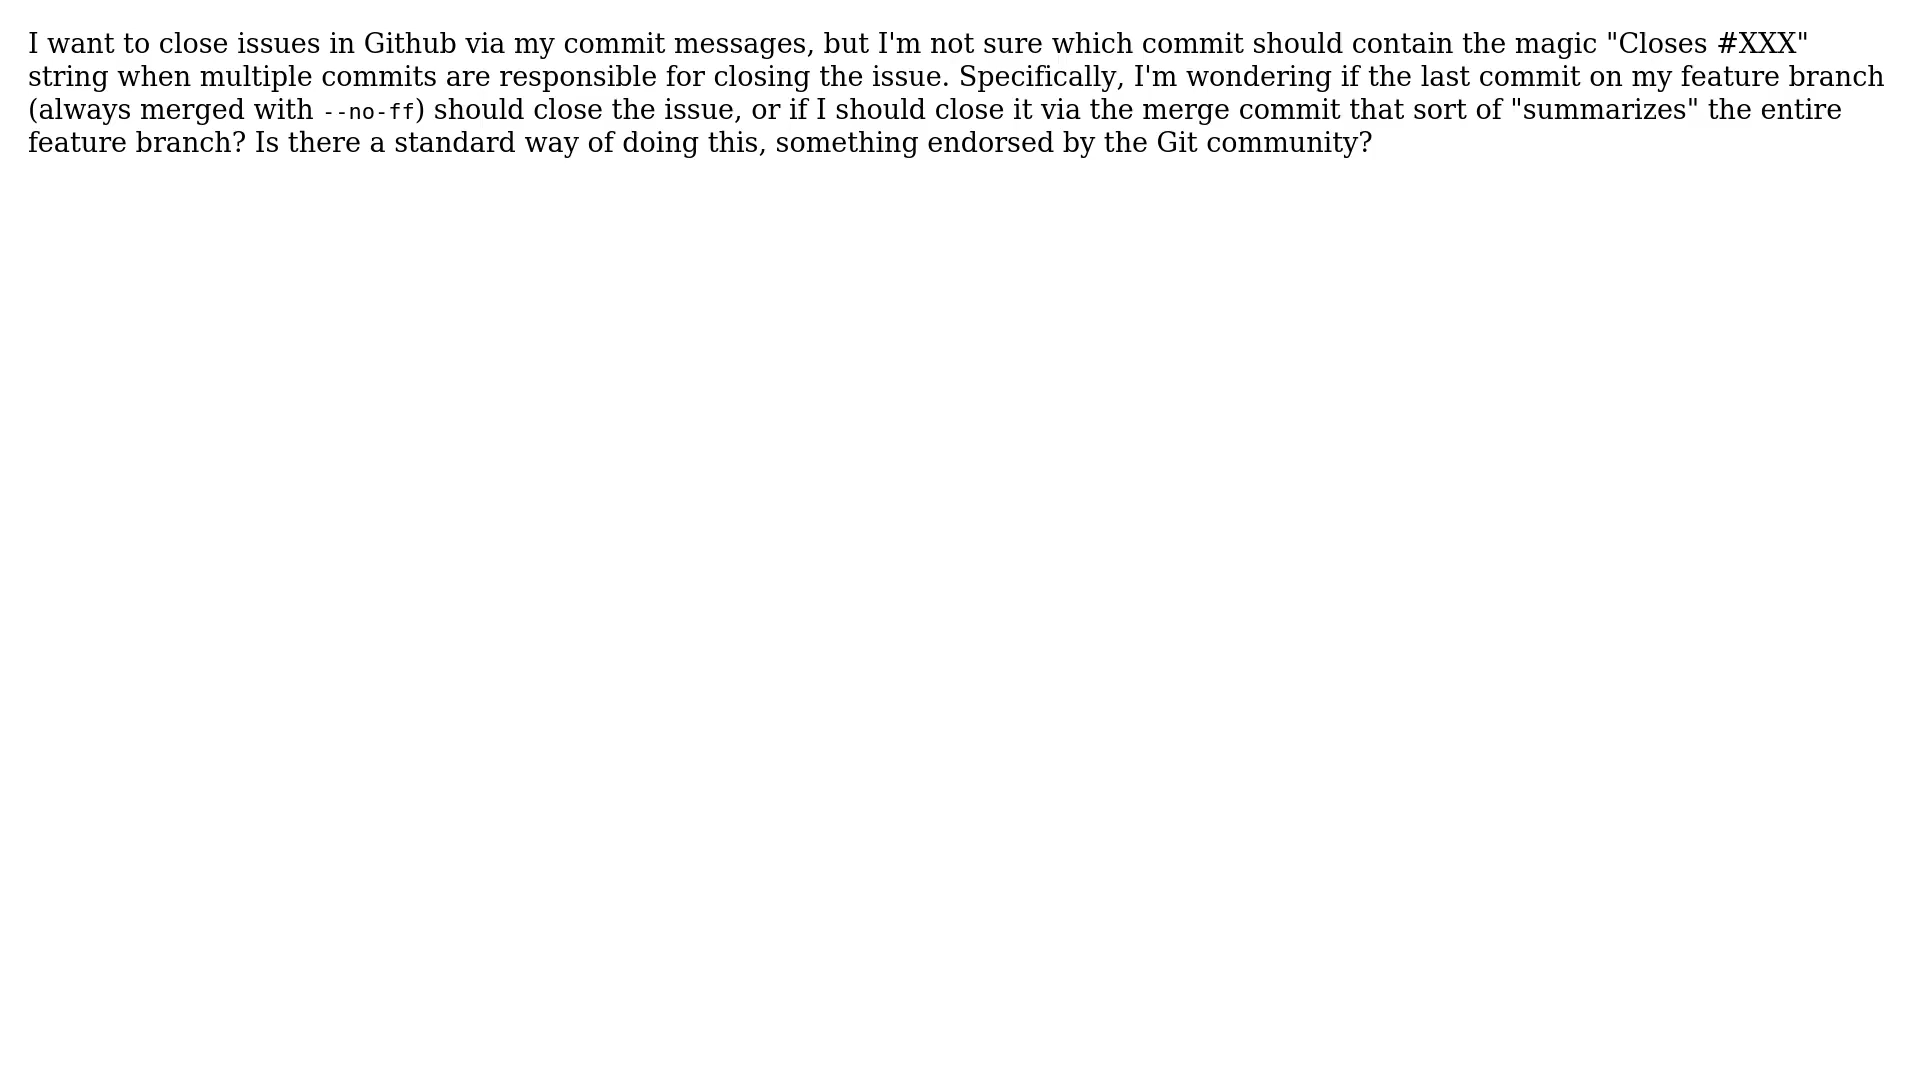 I want to close issues in Github via my commit messages, but I'm not sure which commit should contain the magic "Closes #XXX"
string when multiple commits are responsible for closing the issue. Specifically, I'm wondering if the last commit on my feature branch
(always merged with --no-ff) should close the issue, or if I should close it via the merge commit that sort of "summarizes" the entire
feature branch? Is there a standard way of doing this, something endorsed by the Git community?